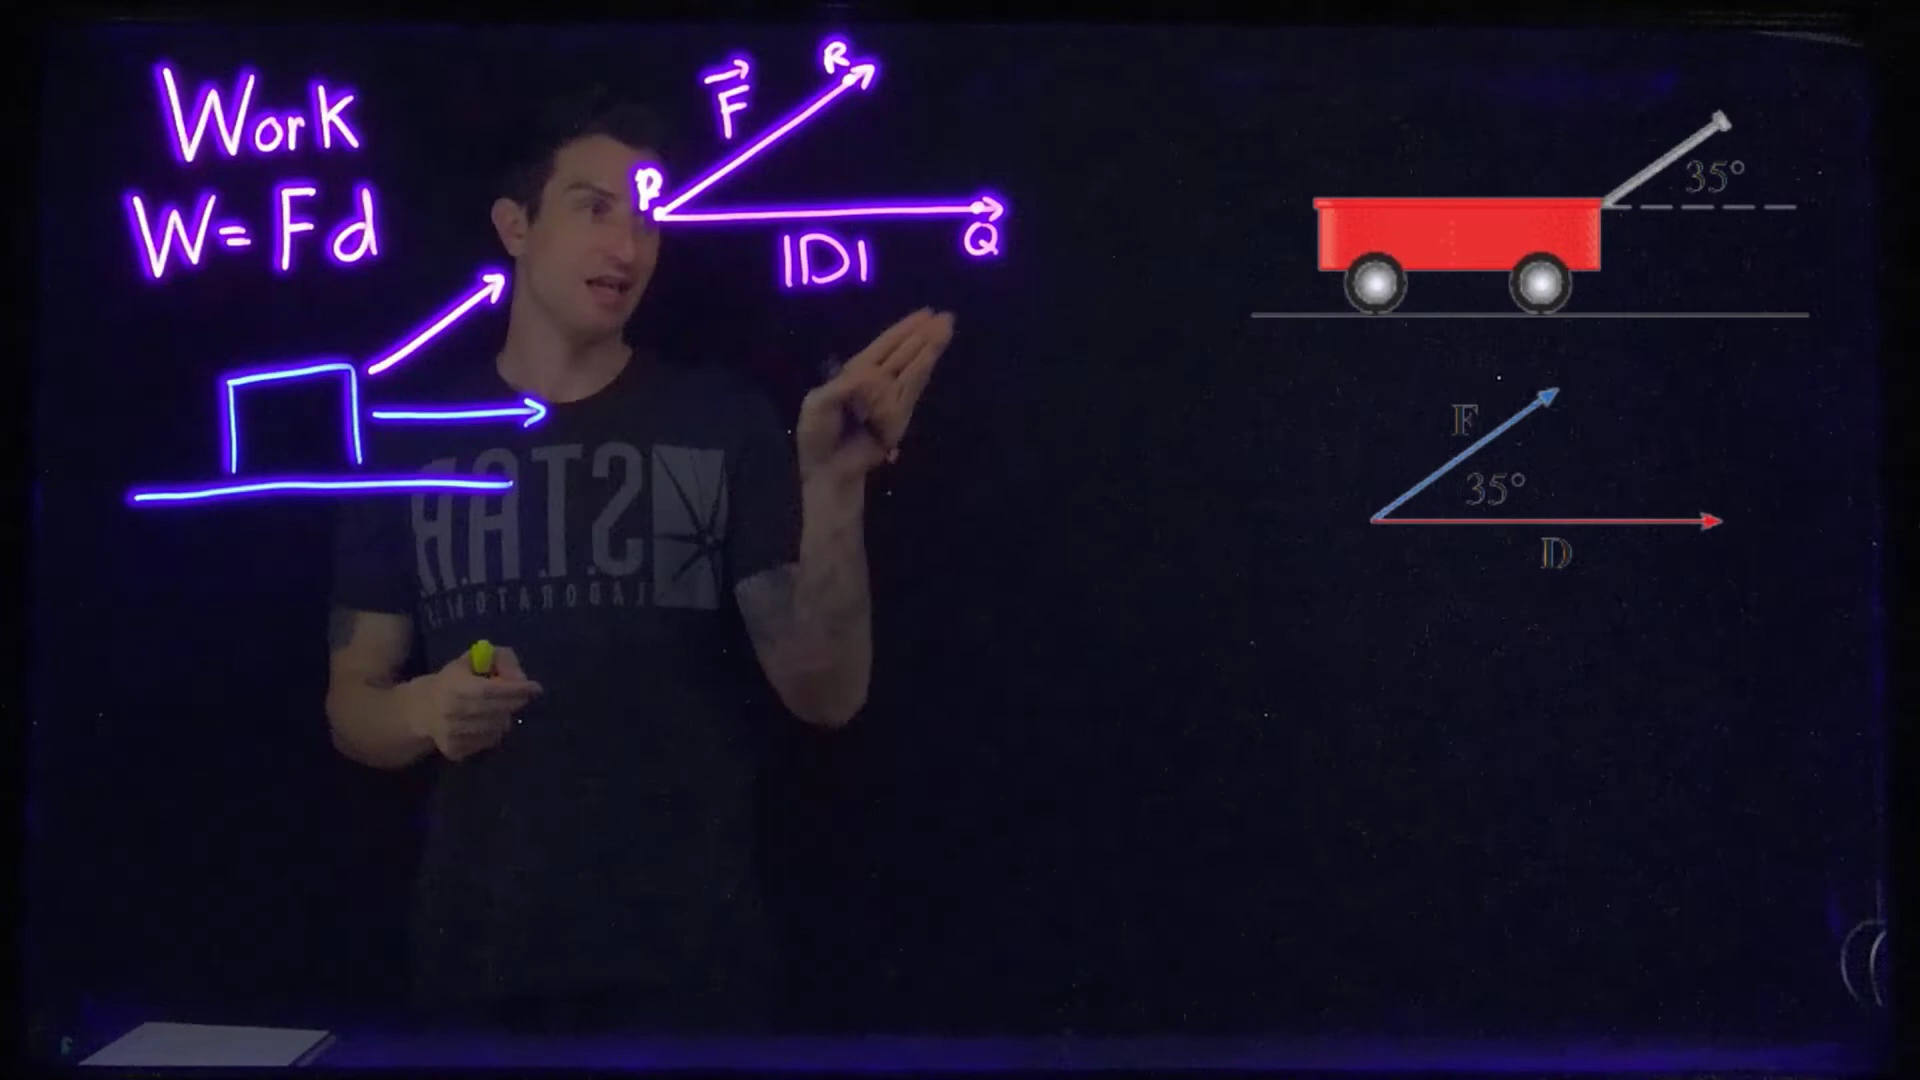 Work
W = Fd
F
R
P
Q
|D|
S.T.A.R.
35°
F
35°
D